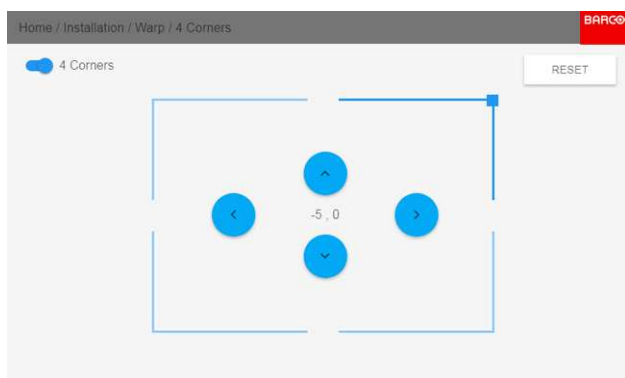 Home / Installation / Warp / 4 Corners
BARCO
4 Corners
RESET
-5 , 0